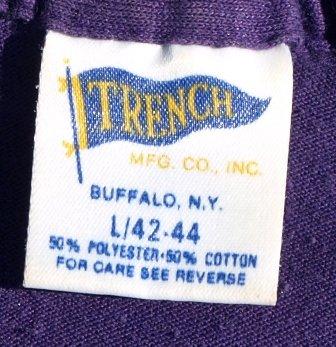 TRENCH
MFG. CO., INC.
BUFFALO, N.Y.
L/42-44
50% POLYESTER·50% COTTON
FOR CARE SEE REVERSE